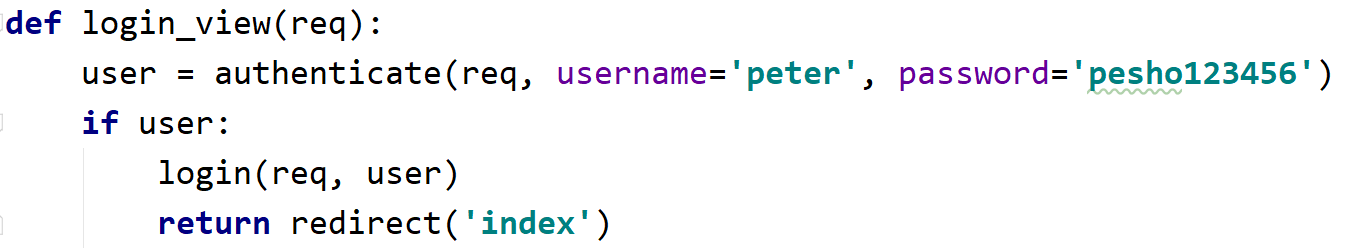 def login_view(req):
    user = authenticate(req, username='peter', password='pesho123456')
    if user:
        login(req, user)
        return redirect('index')